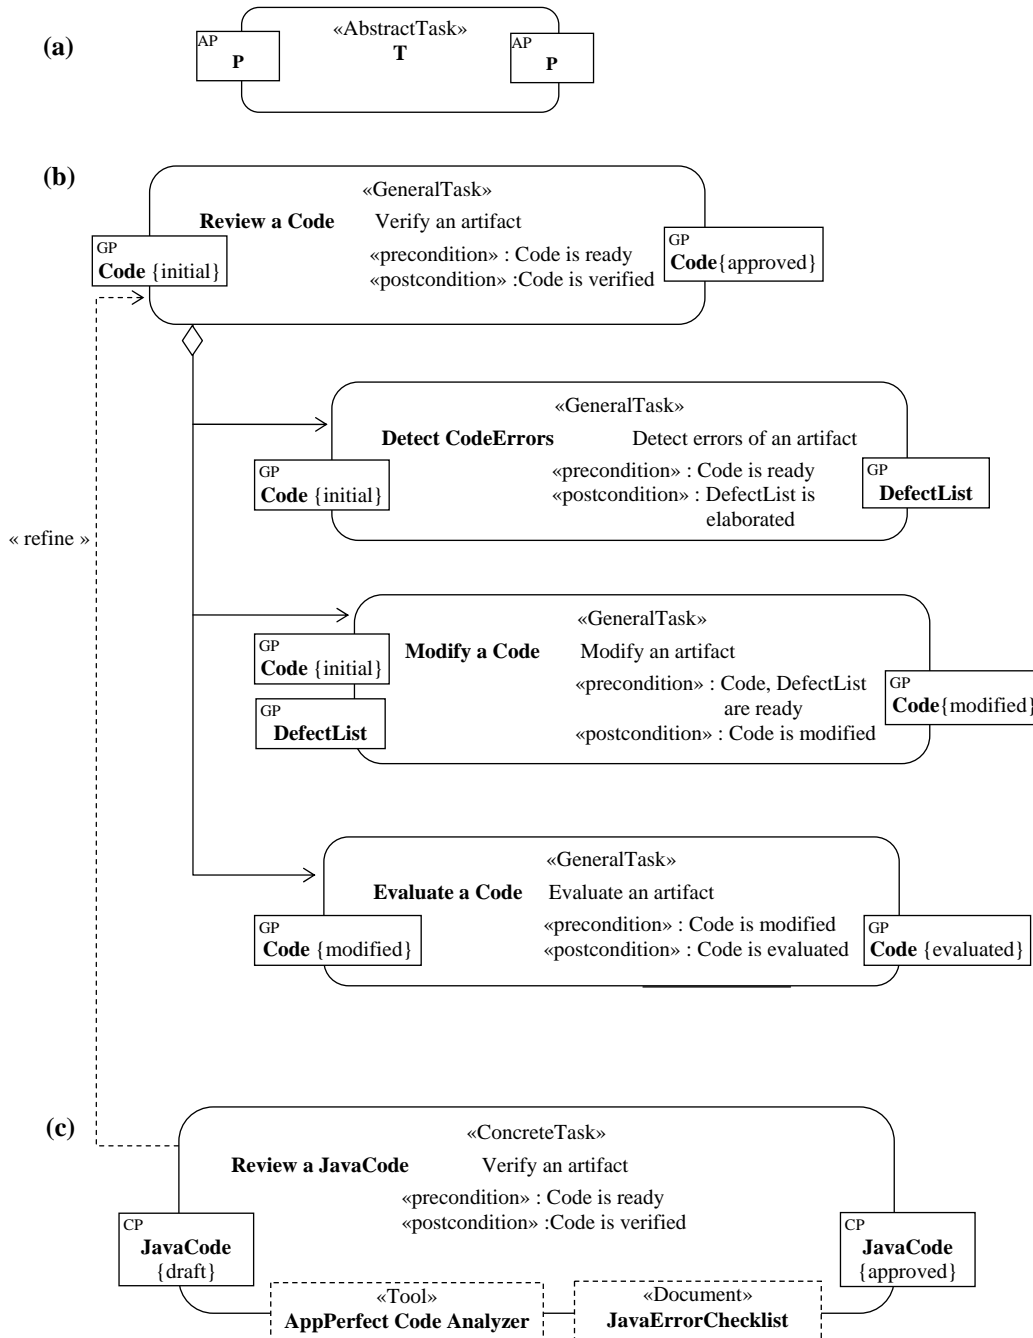 (a)
«AbstractTask»
T
AP
P
AP
P
(b)
«GeneralTask»
Review a Code Verify an artifact
«precondition» : Code is ready
«postcondition» :Code is verified
GP
Code {initial}
GP
Code{approved}
«GeneralTask»
Detect CodeErrors Detect errors of an artifact
«precondition» : Code is ready
«postcondition» : DefectList is
elaborated
GP
Code {initial}
GP
DefectList
« refine »
«GeneralTask»
Modify a Code Modify an artifact
«precondition» : Code, DefectList
are ready
«postcondition» : Code is modified
GP
Code {initial}
GP
DefectList
GP
Code{modified}
«GeneralTask»
Evaluate a Code Evaluate an artifact
«precondition» : Code is modified
«postcondition» : Code is evaluated
GP
Code {modified}
GP
Code {evaluated}
(c)
«ConcreteTask»
Review a JavaCode Verify an artifact
«precondition» : Code is ready
«postcondition» :Code is verified
CP
JavaCode
{draft}
CP
JavaCode
{approved}
«Tool»
AppPerfect Code Analyzer
«Document»
JavaErrorChecklist